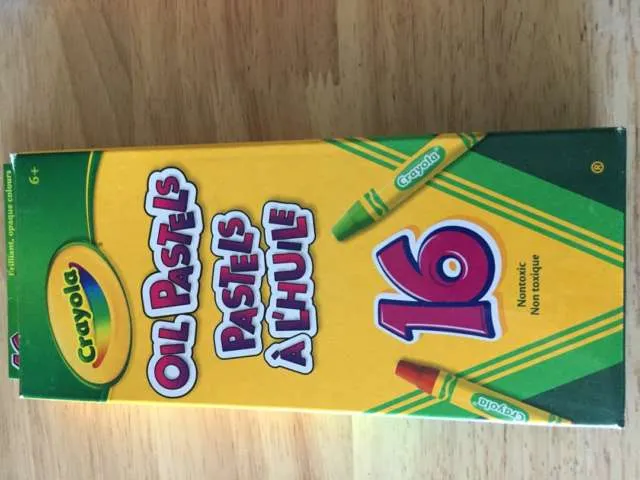 Brilliant, opaque colours
6+
Crayola
OIL PASTELS
PASTELS
À L'HUILE
Crayola
16
Nontoxic
Non toxique
Crayola
®